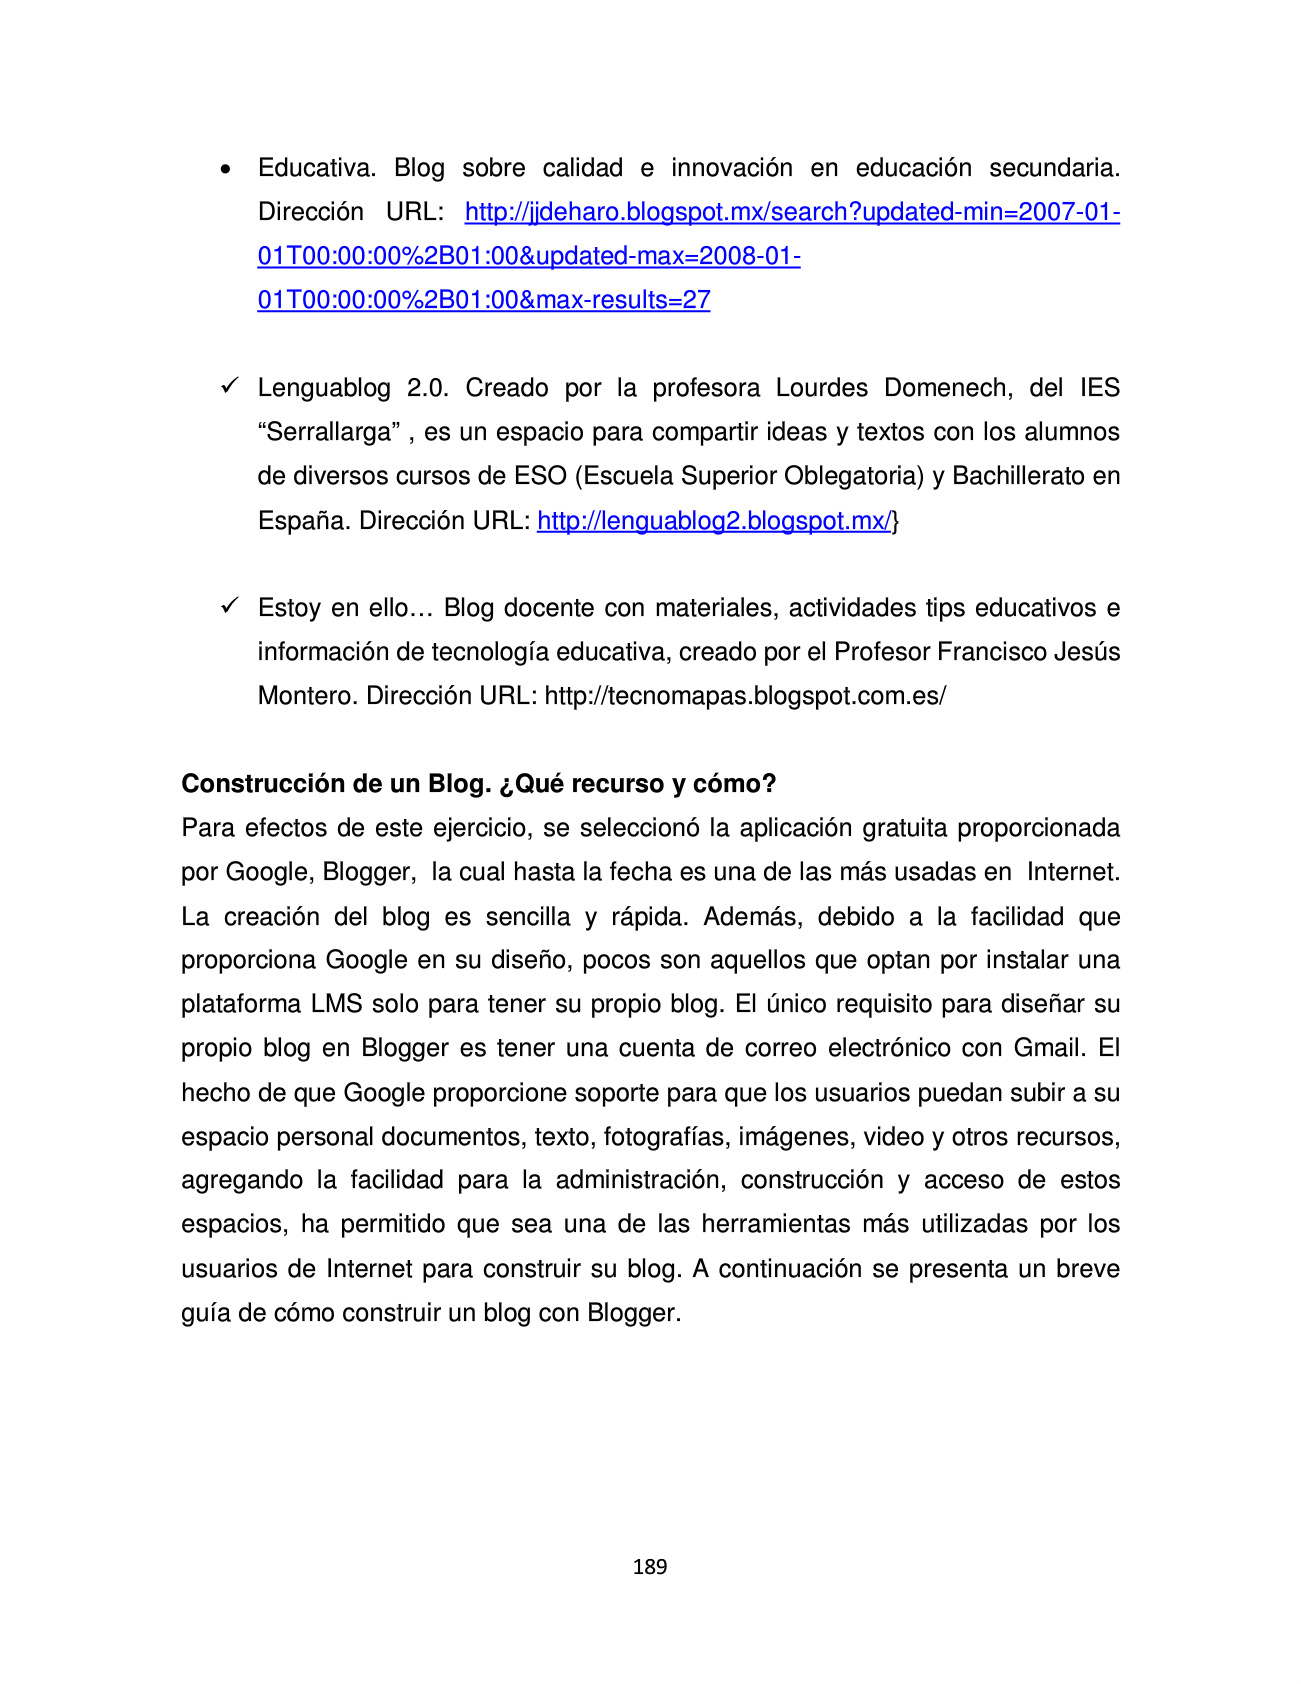 • Educativa. Blog sobre calidad e innovación en educación secundaria.
Dirección URL: http://jjdeharo.blogspot.mx/search?updated-min=2007-01-
01T00:00:00%2B01:00&updated-max=2008-01-
01T00:00:00%2B01:00&max-results=27
✓ Lenguablog 2.0. Creado por la profesora Lourdes Domenech, del IES
“Serrallarga” , es un espacio para compartir ideas y textos con los alumnos
de diversos cursos de ESO (Escuela Superior Oblegatoria) y Bachillerato en
España. Dirección URL: http://lenguablog2.blogspot.mx/}
✓ Estoy en ello… Blog docente con materiales, actividades tips educativos e
información de tecnología educativa, creado por el Profesor Francisco Jesús
Montero. Dirección URL: http://tecnomapas.blogspot.com.es/
Construcción de un Blog. ¿Qué recurso y cómo?
Para efectos de este ejercicio, se seleccionó la aplicación gratuita proporcionada
por Google, Blogger,  la cual hasta la fecha es una de las más usadas en  Internet.
La creación del blog es sencilla y rápida. Además, debido a la facilidad que
proporciona Google en su diseño, pocos son aquellos que optan por instalar una
plataforma LMS solo para tener su propio blog. El único requisito para diseñar su
propio blog en Blogger es tener una cuenta de correo electrónico con Gmail. El
hecho de que Google proporcione soporte para que los usuarios puedan subir a su
espacio personal documentos, texto, fotografías, imágenes, video y otros recursos,
agregando la facilidad para la administración, construcción y acceso de estos
espacios, ha permitido que sea una de las herramientas más utilizadas por los
usuarios de Internet para construir su blog. A continuación se presenta un breve
guía de cómo construir un blog con Blogger.
189